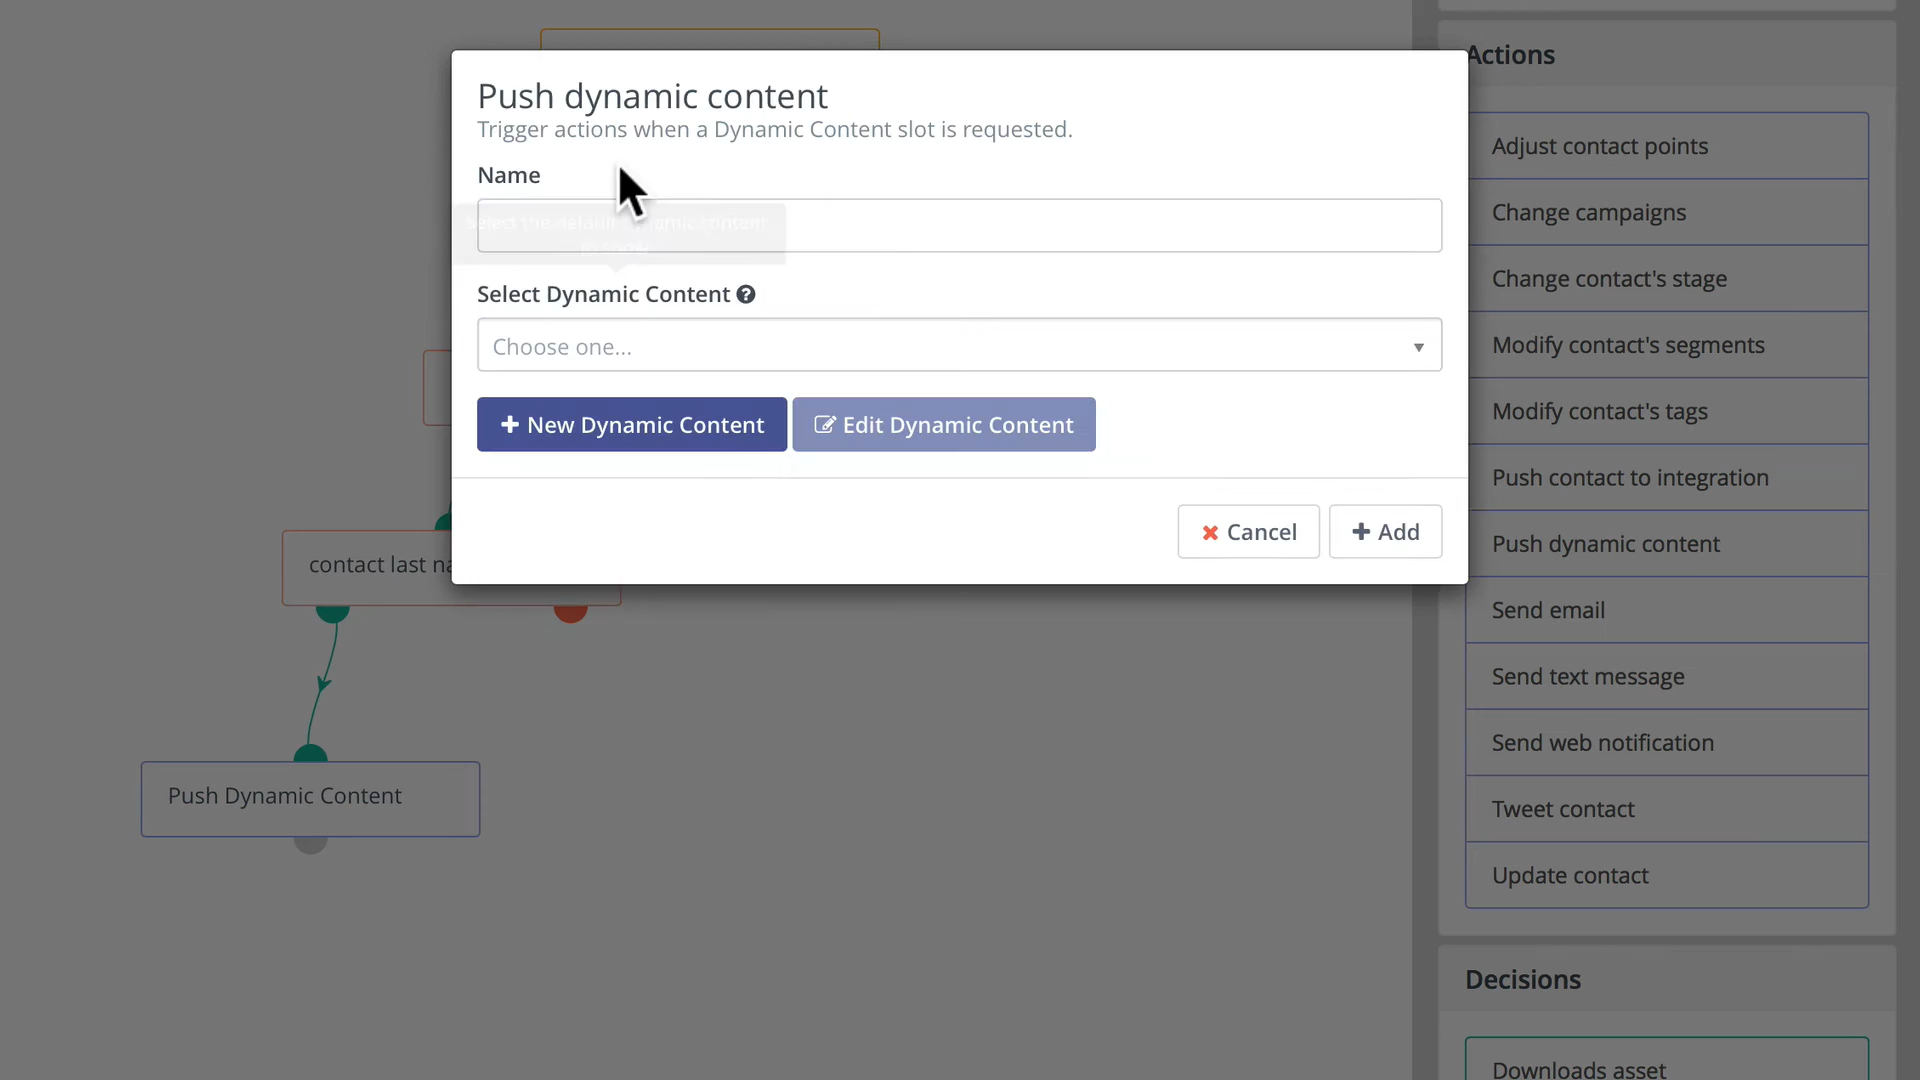 Push dynamic content
Trigger actions when a Dynamic Content slot is requested.
Name
Select Dynamic Content
Choose one...
New Dynamic Content
Edit Dynamic Content
Cancel
Add
contact last
Push Dynamic Content
Actions
Adjust contact points
Change campaigns
Change contact's stage
Modify contact's segments
Modify contact's tags
Push contact to integration
Push dynamic content
Send email
Send text message
Send web notification
Tweet contact
Update contact
Decisions
Downloads asset